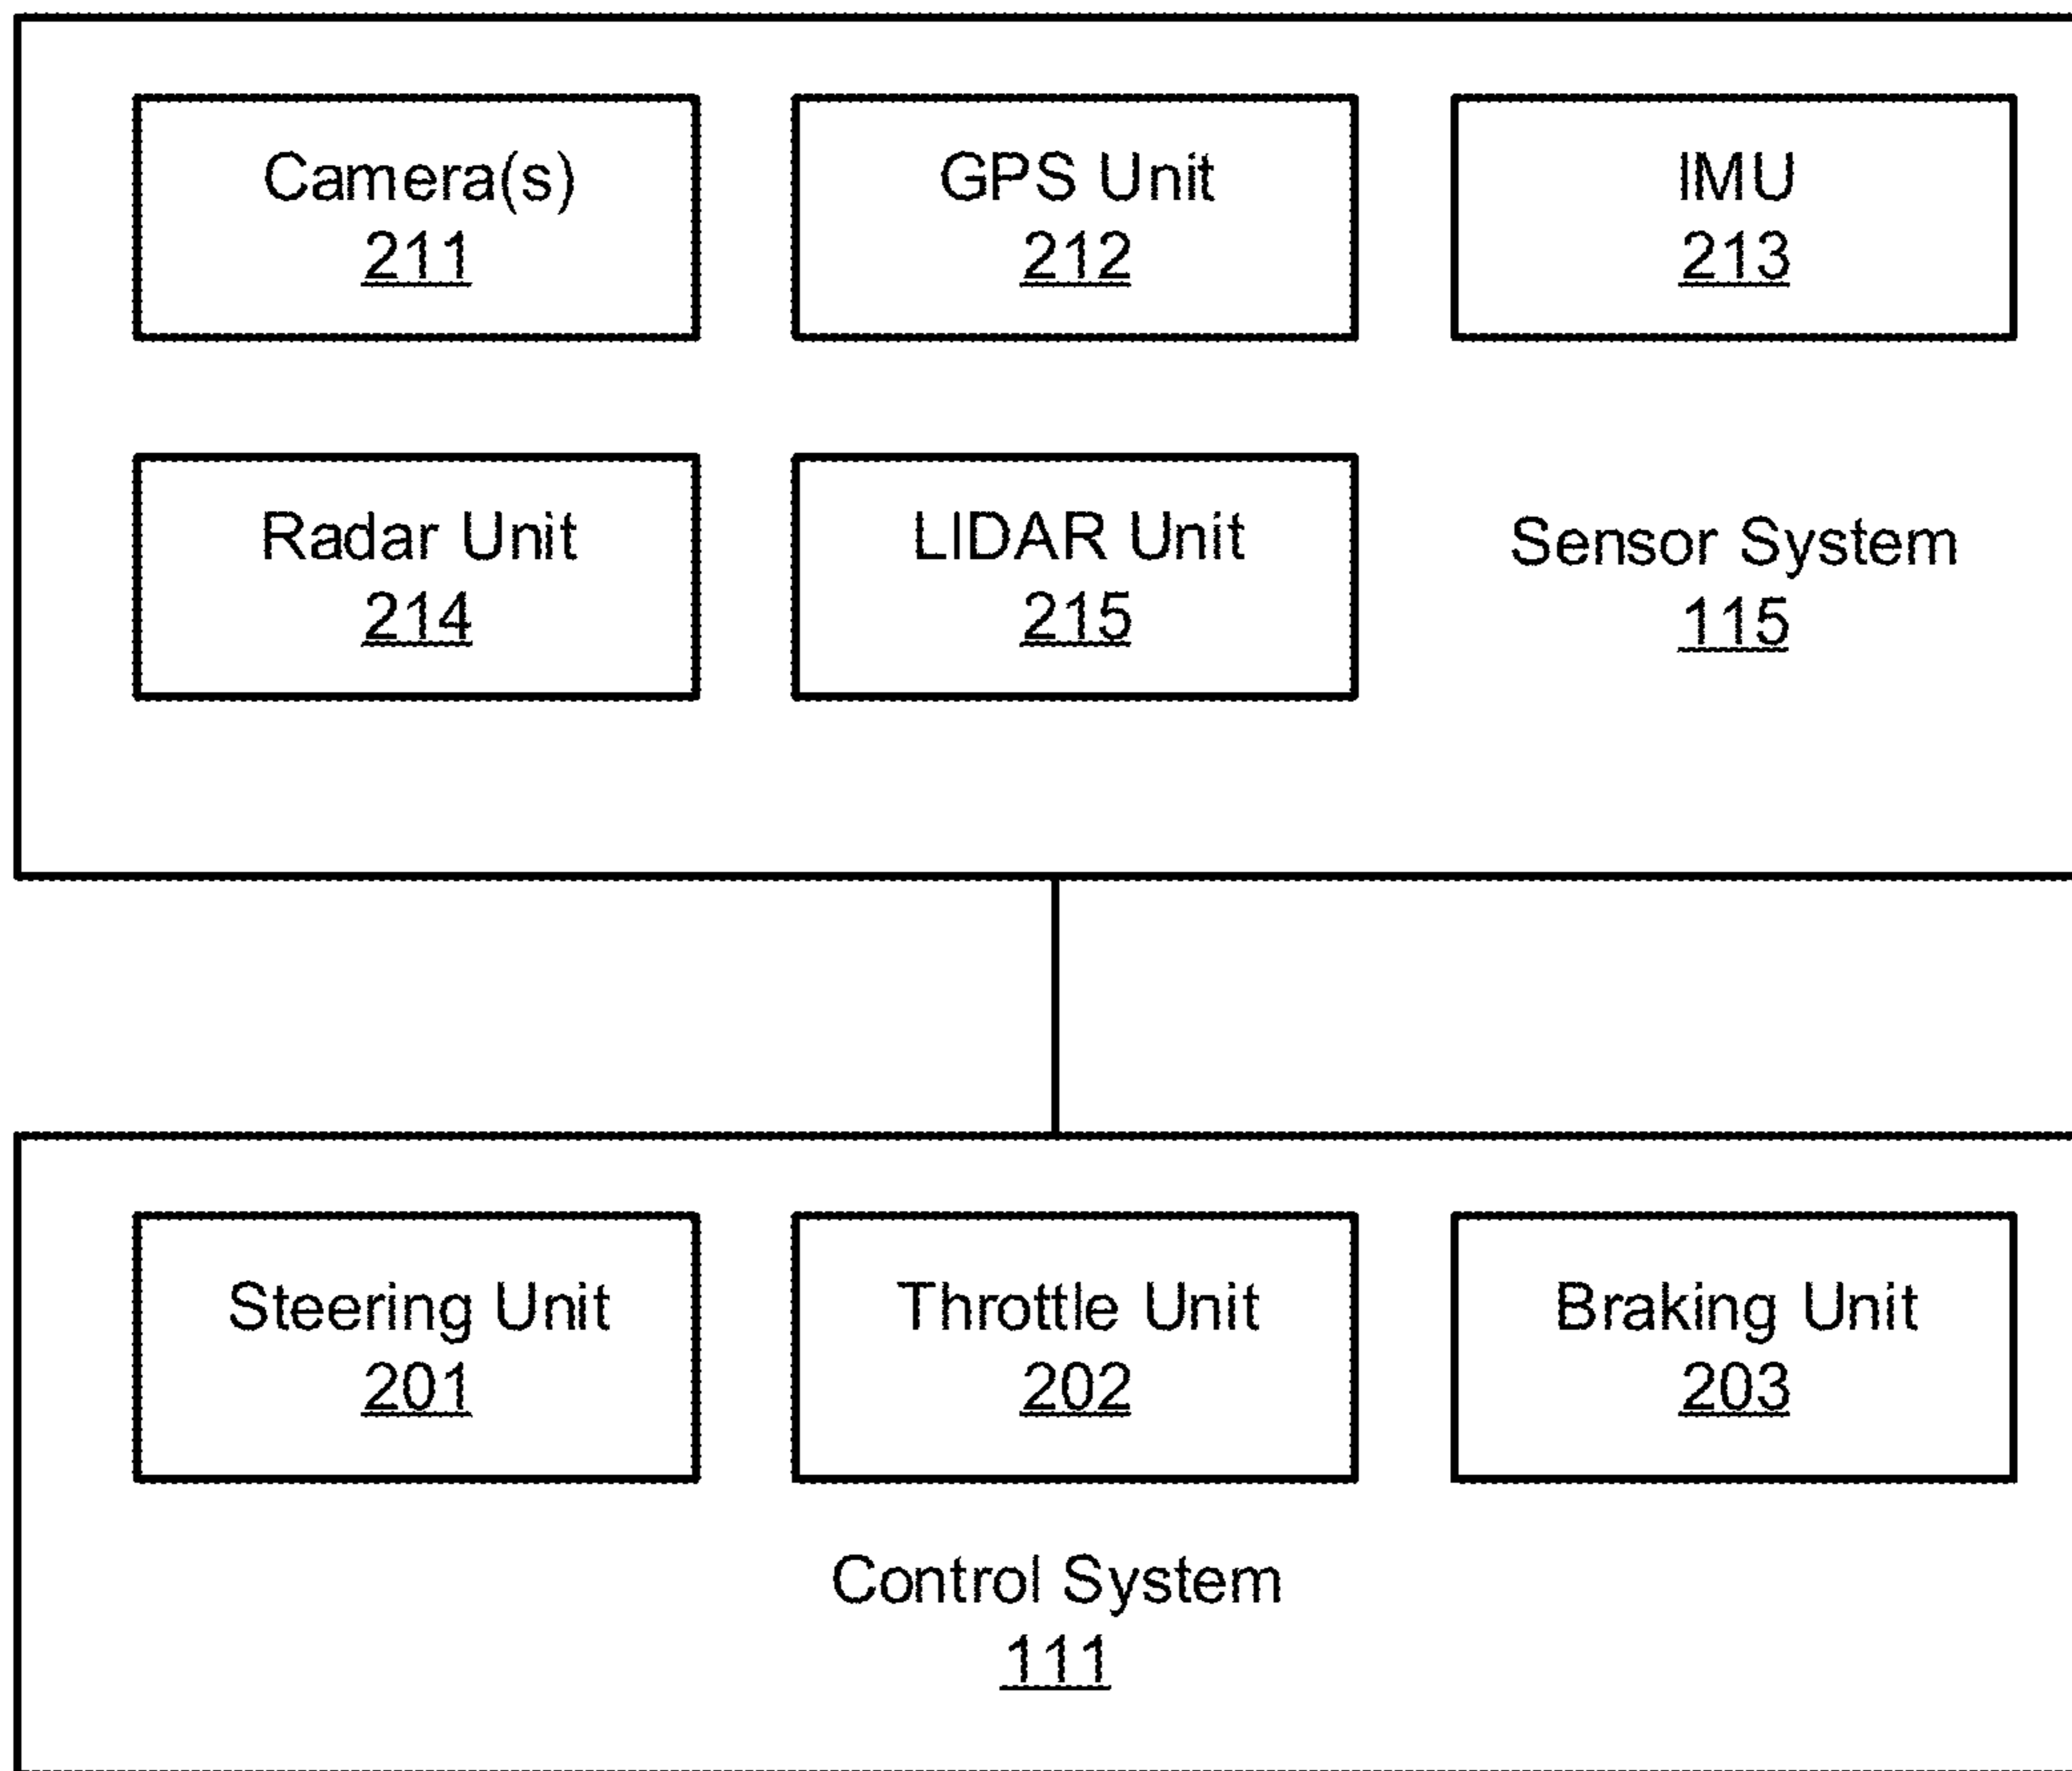 Camera(s)
211
GPS Unit
212
IMU
213
Radar Unit
214
LIDAR Unit
215
Sensor System
115
Steering Unit
201
Throttle Unit
202
Braking Unit
203
Control System
111